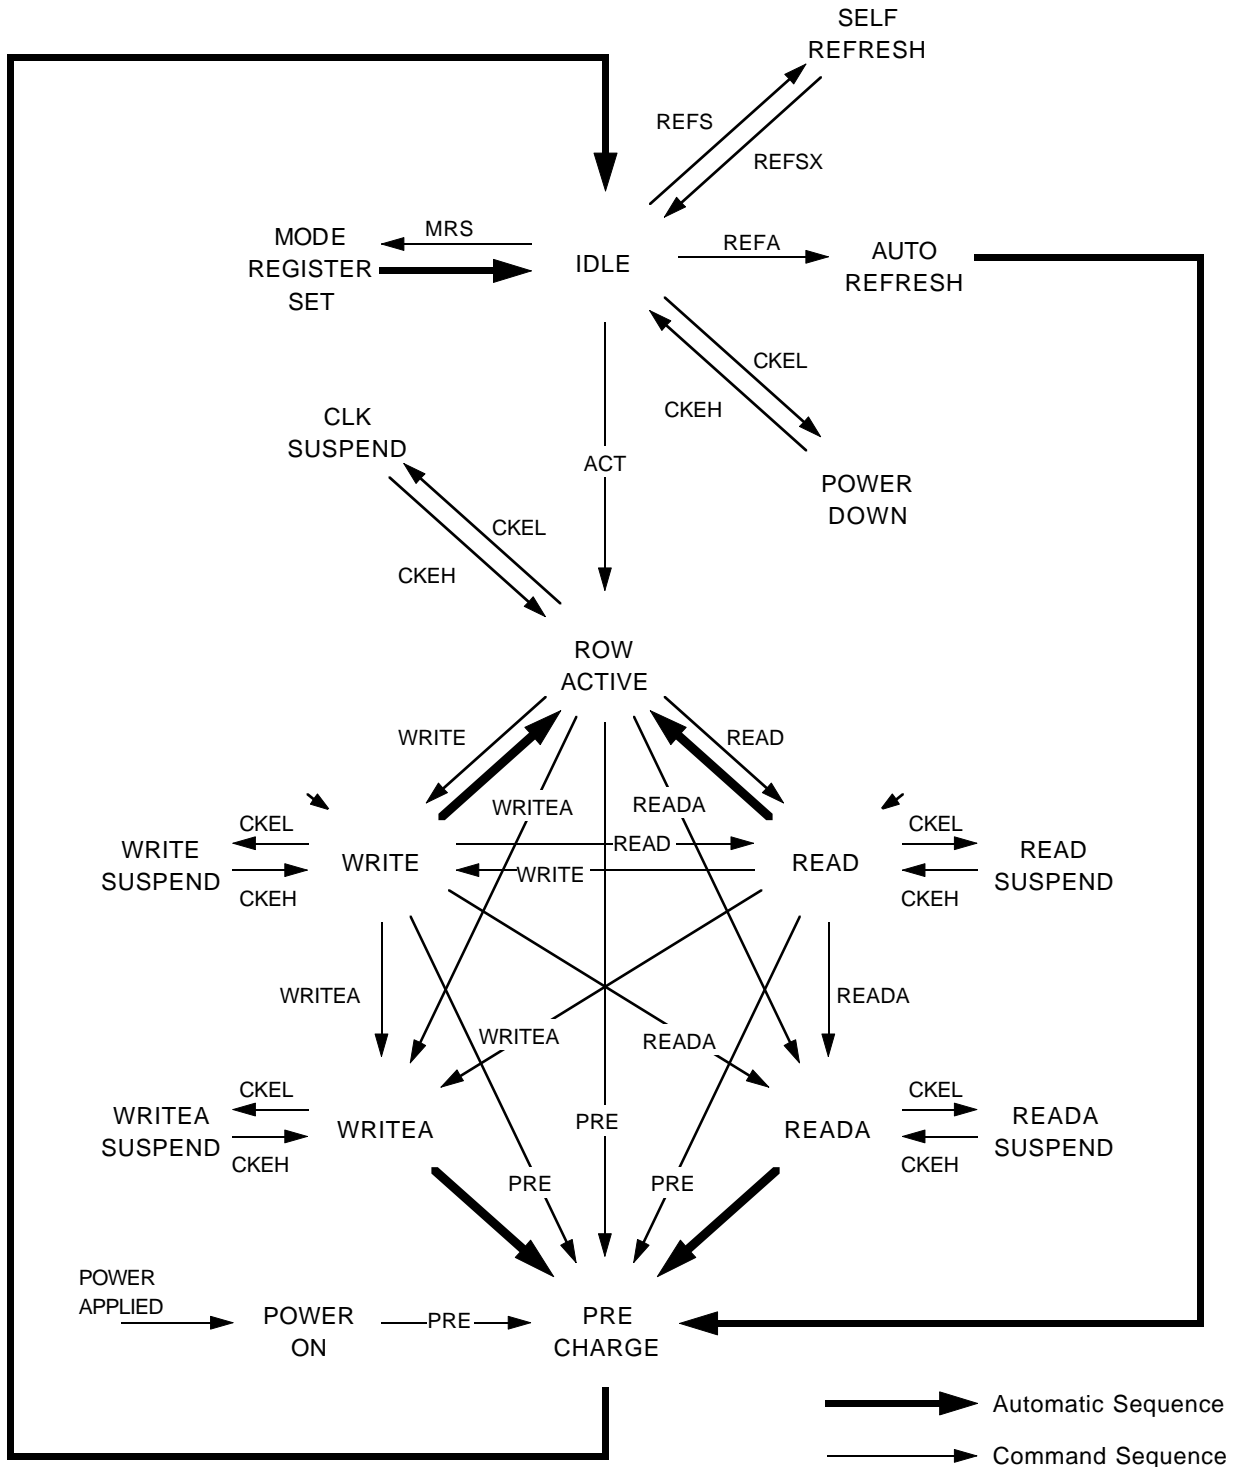 SELF
REFRESH
REFS
REFSX
MRS
MODE
REGISTER
SET
IDLE
REFA
AUTO
REFRESH
CKEL
CKEH
CLK
SUSPEND
ACT
POWER
DOWN
CKEL
CKEH
ROW
ACTIVE
WRITE
READ
WRITEA
READA
CKEL
WRITE
SUSPEND
CKEH
WRITE
READ
WRITE
READ
CKEL
READ
SUSPEND
CKEH
WRITEA
READA
WRITEA
READA
CKEL
WRITEA
SUSPEND
CKEH
WRITEA
PRE
READA
CKEL
READA
SUSPEND
CKEH
PRE
PRE
POWER
APPLIED
POWER
ON
PRE
PRE
CHARGE
Automatic Sequence
Command Sequence